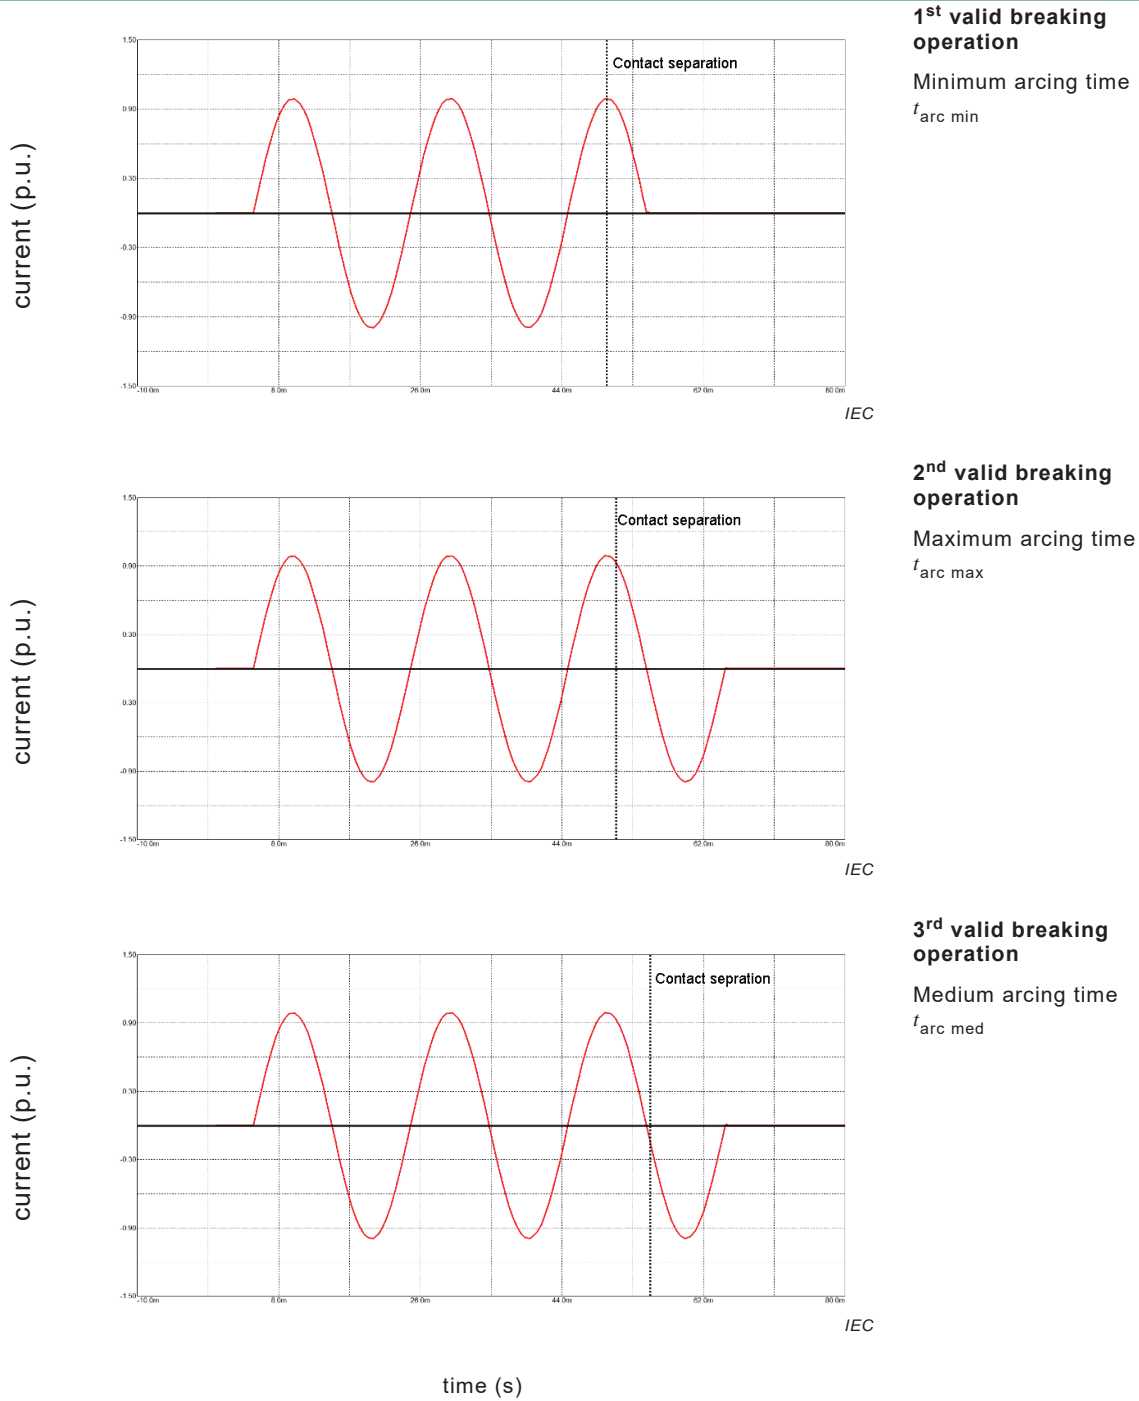 1st valid breaking
operation
Minimum arcing time
tarc min
current (p.u.)
1.50
0.90
0.30
-0.30
-0.90
-1.50
Contact separation
-10.0m
8.0m
26.0m
44.0m
62.0m
80.0m
IEC
2nd valid breaking
operation
Maximum arcing time
tarc max
current (p.u.)
1.50
0.90
0.30
0.30
-0.90
-1.50
Contact separation
-10.0m
8.0m
26.0m
44.0m
62.0m
80.0m
IEC
3rd valid breaking
operation
Medium arcing time
tarc med
current (p.u.)
1.50
0.90
0.30
-0.30
-0.90
-1.50
Contact sepration
-10.0m
8.0m
26.0m
44.0m
62.0m
80.0m
IEC
time (s)